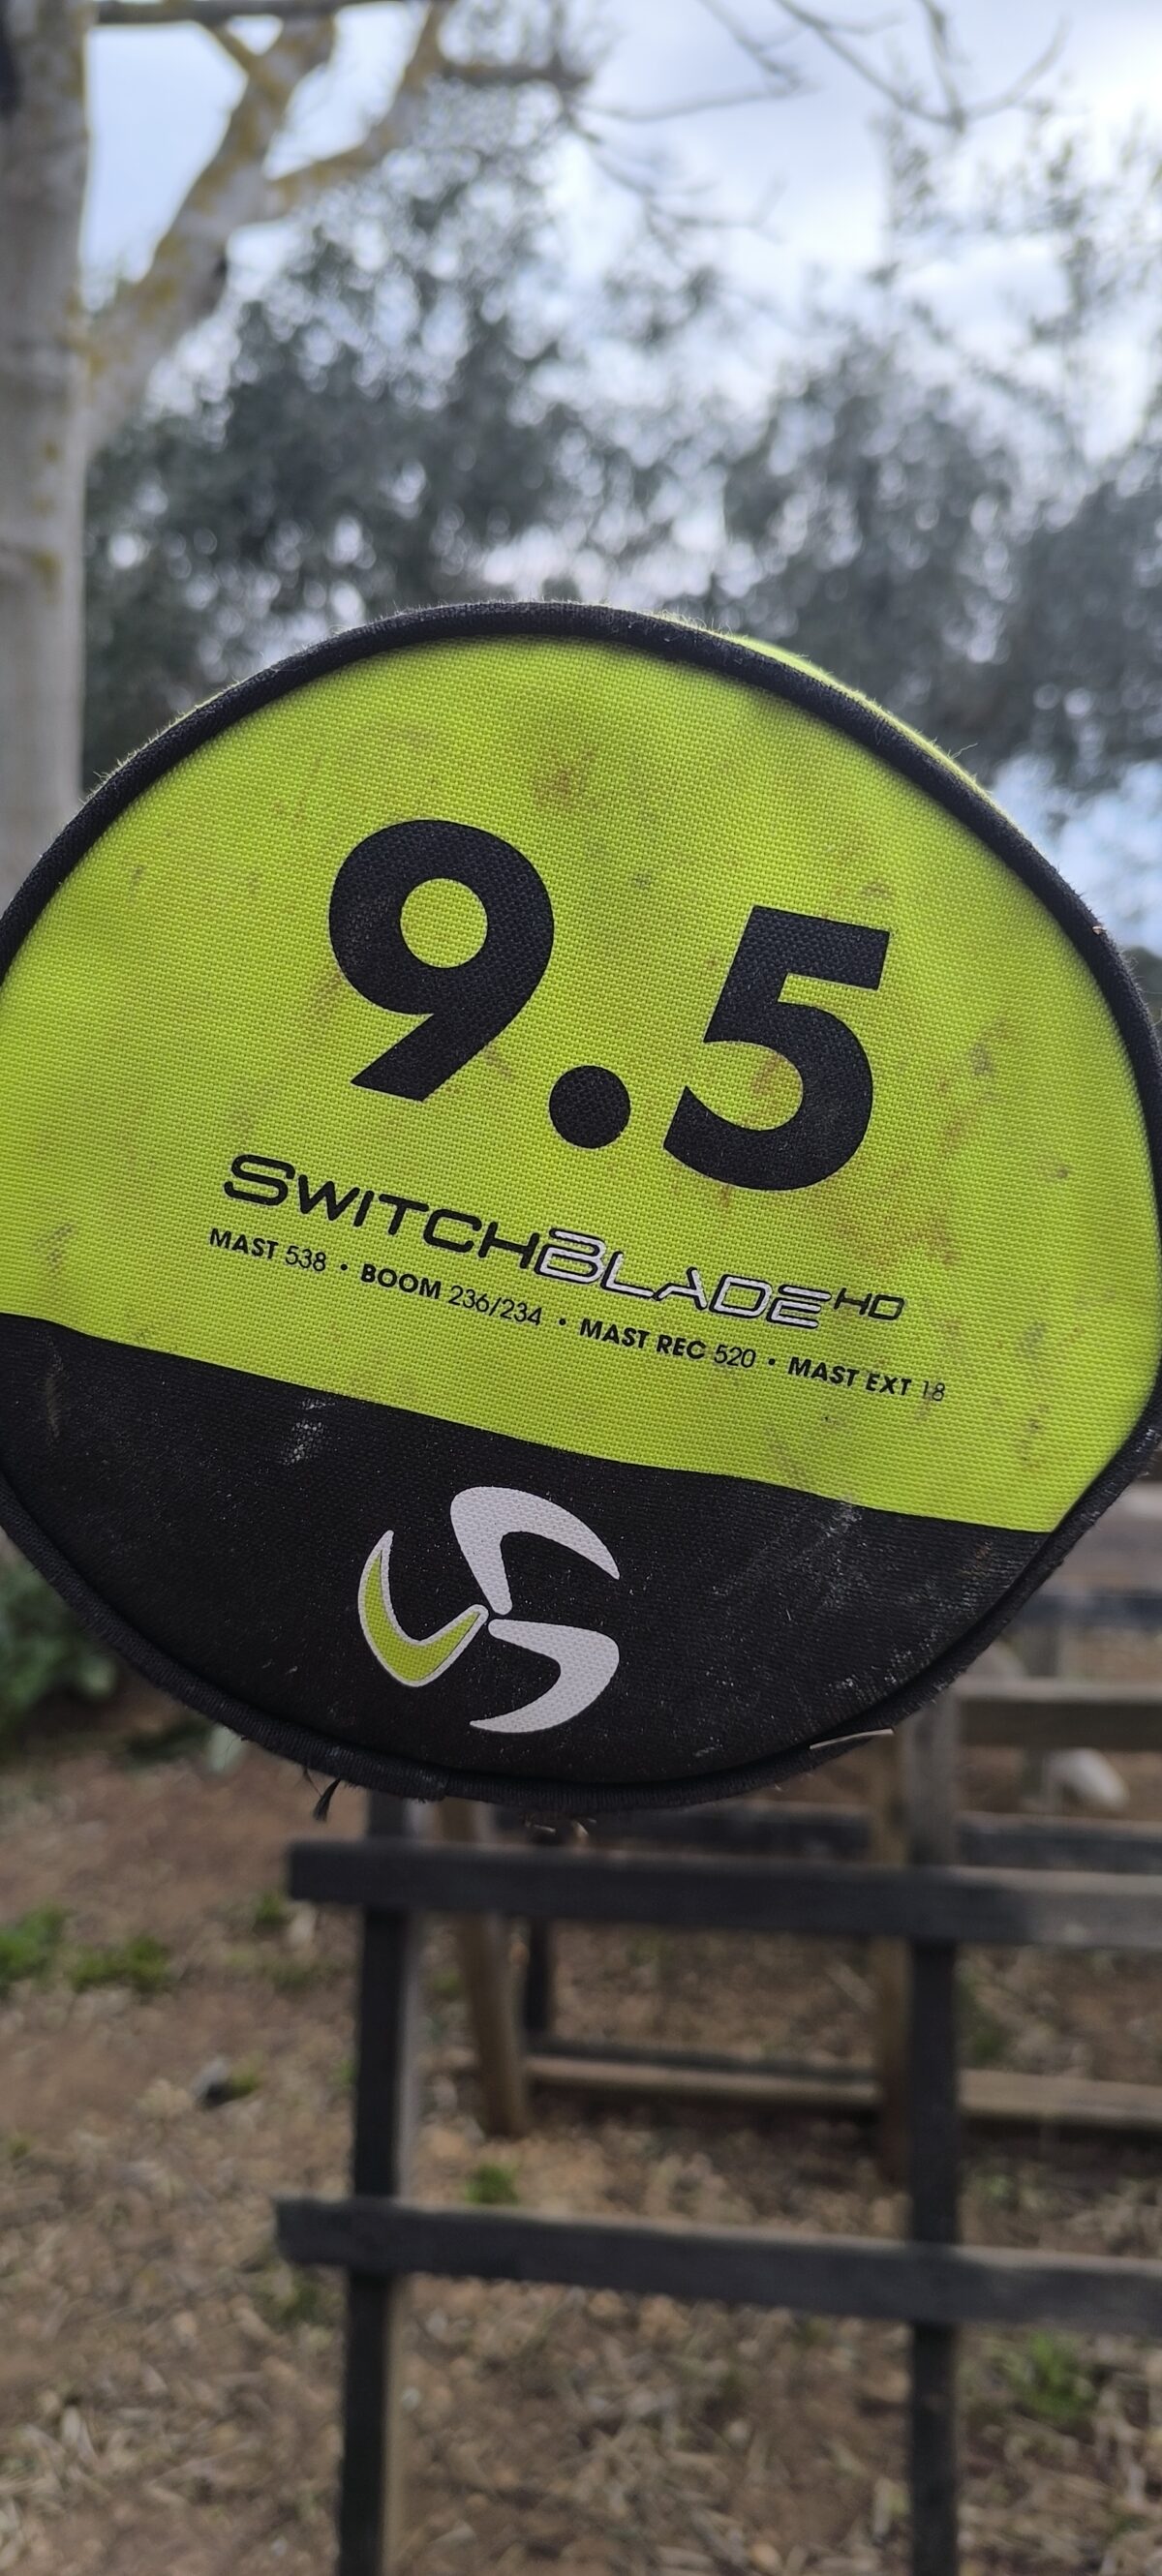 9.5
SWITCHBLADE HD
MAST 538 • BOOM 236/234 • MAST REC 520 • MAST EXT 18